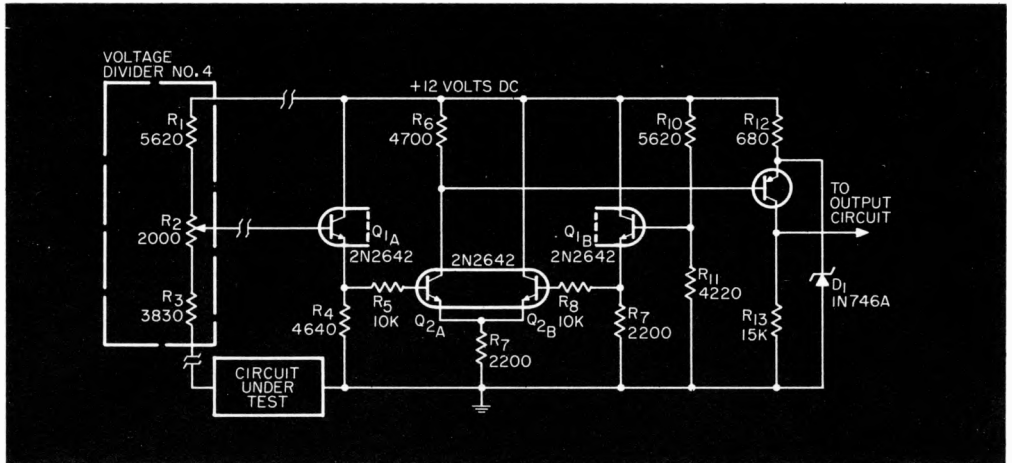 VOLTAGE
DIVIDER NO. 4
+12 VOLTS DC
R1
5620
R6
4700
R10
5620
R12
680
R2
2000
Q1A
2N2642
Q1B
2N2642
TO
OUTPUT
CIRCUIT
R3
3830
R4
4640
R5
10K
2N2642
Q2A
Q2B
R8
10K
R7
2200
R7
2200
R11
4220
R13
15K
D1
IN746A
CIRCUIT
UNDER
TEST